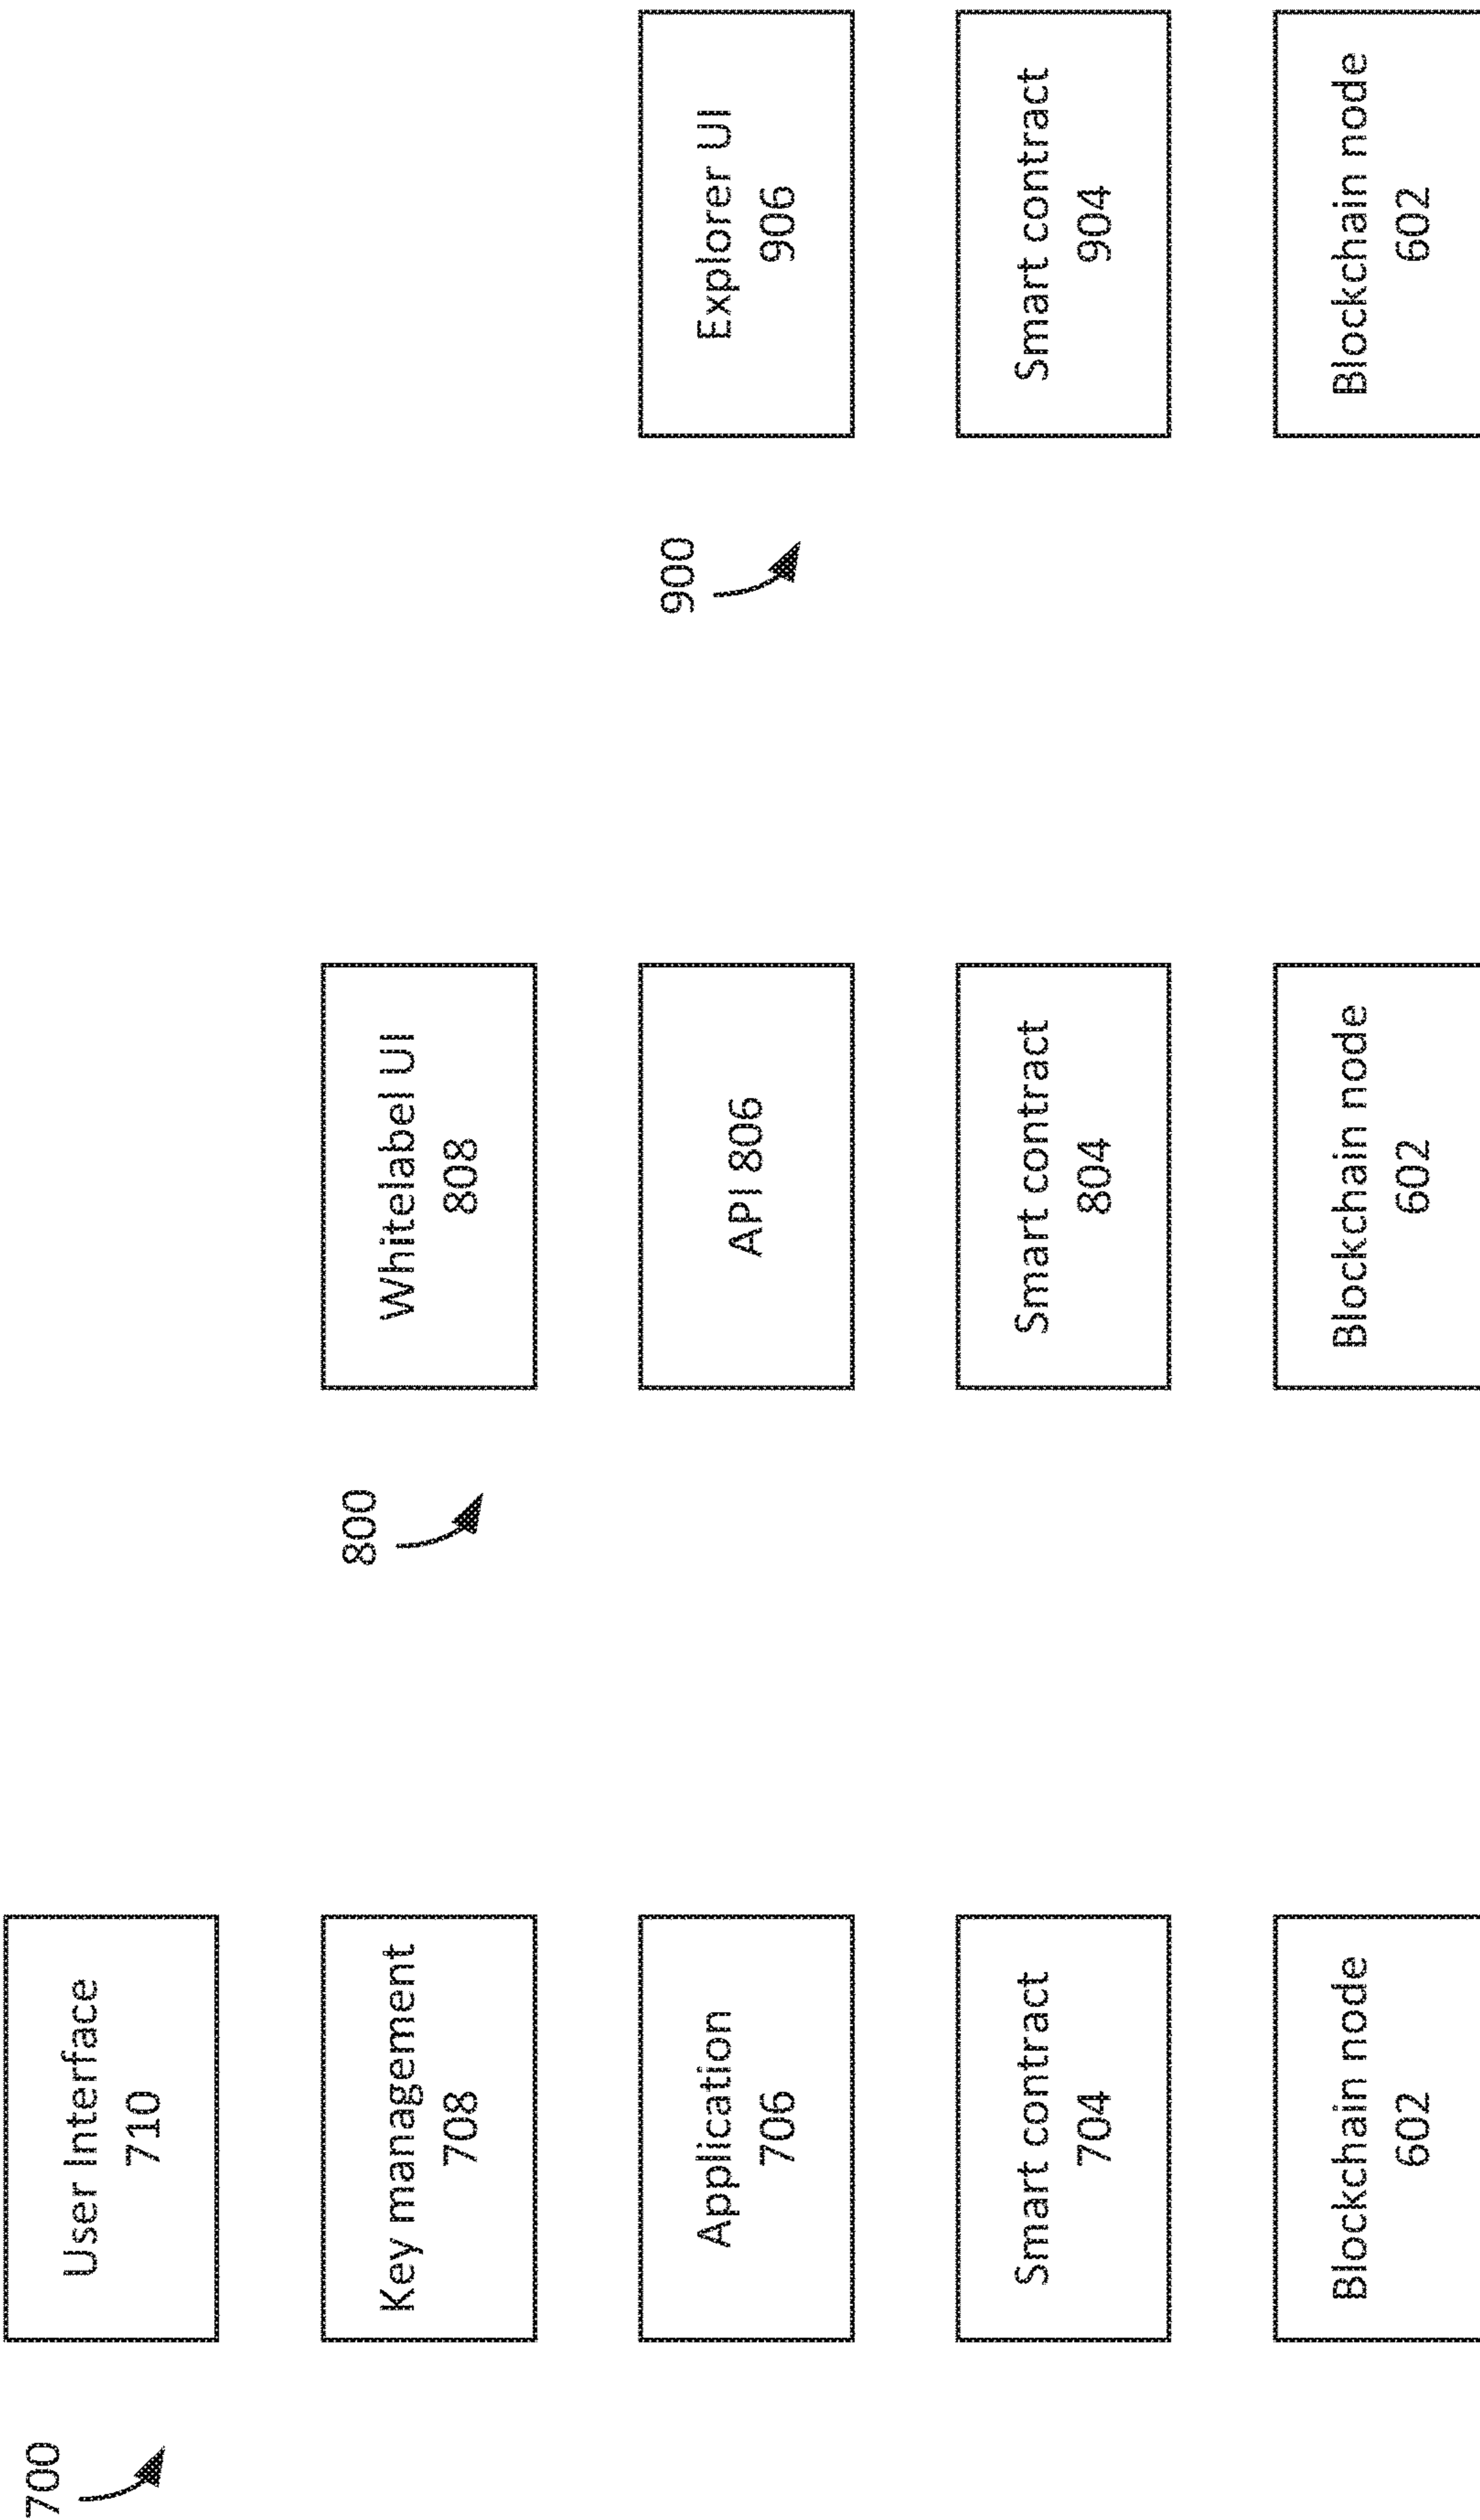 700
User Interface
710
Key management
708
Application
706
Smart contract
704
Blockchain node
602
800
Whitelabel UI
808
API 806
Smart contract
804
Blockchain node
602
900
Explorer UI
906
Smart contract
904
Blockchain node
602